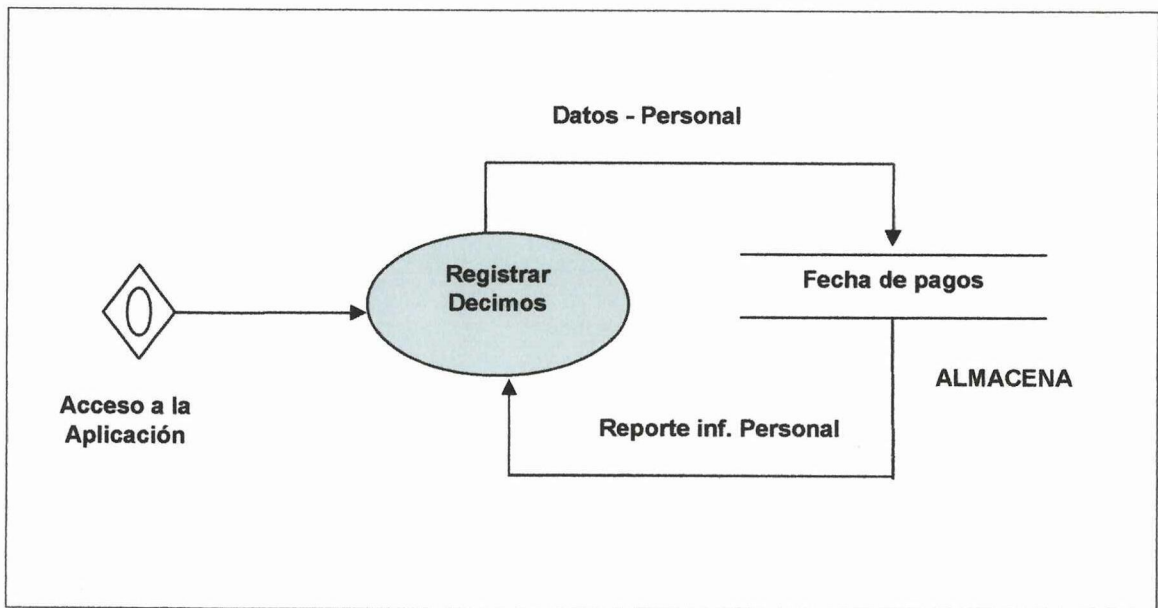 Datos - Personal
Registrar
Decimos
Fecha de pagos
ALMACENA
Acceso a la
Aplicación
Reporte inf. Personal